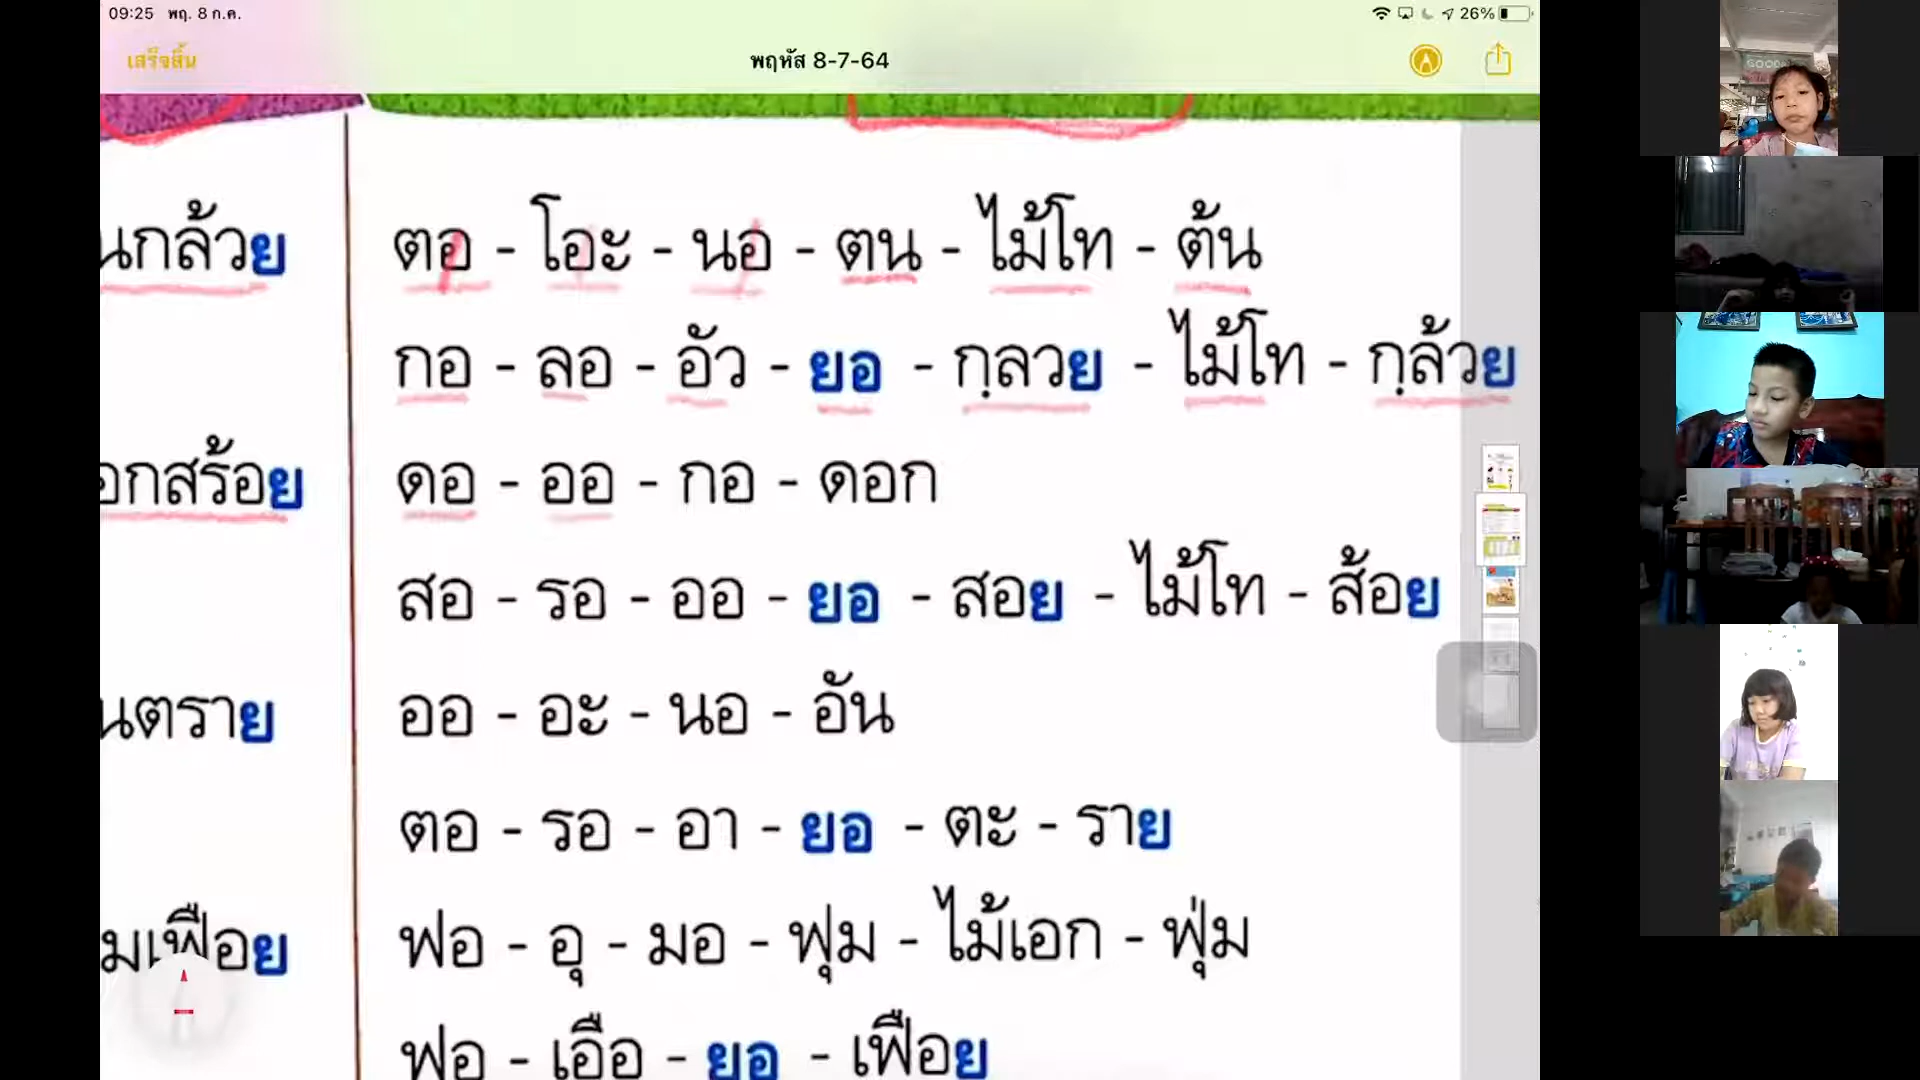 09:25 พฤ. 8 ก.ค.
26%
เสร็จสิ้น
พฤหัส 8-7-64
นกล้วย
ตอ - โอะ - นอ - ตน - ไม้โท - ต้น
กอ - ลอ - อัว - ยอ - กฺลวย - ไม้โท - กฺล้วย
อกสร้อย
ดอ - ออ - กอ - ดอก
สอ - รอ - ออ - ยอ - สอย - ไม้โท - ส้อย
ออ - อะ - นอ - อัน
นตราย
ตอ - รอ - อา - ยอ - ตะ - ราย
มเฟือย
ฟอ - อุ - มอ - ฟุม - ไม้เอก - ฟุ่ม
ฟอ - เอือ - ยอ - เฟือย